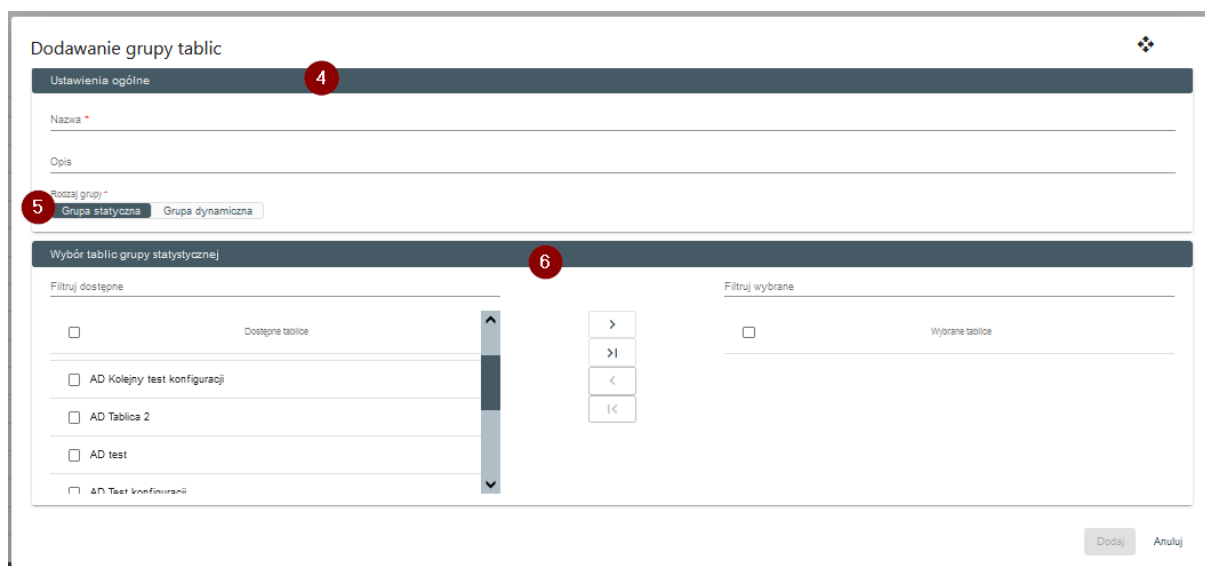 Dodawanie grupy tablic
Ustawienia ogólne
4
Nazwa *
Opis
Rodzaj grupy *
5
Grupa statyczna Grupa dynamiczna
Wybór tablic grupy statystycznej
6
Filtruj dostępne
Filtruj wybrane
Dostępne tablice
Wybrane tablice
AD Kolejny test konfiguracji
AD Tablica 2
AD test
AD Test konfiguracji
Dodaj Anuluj